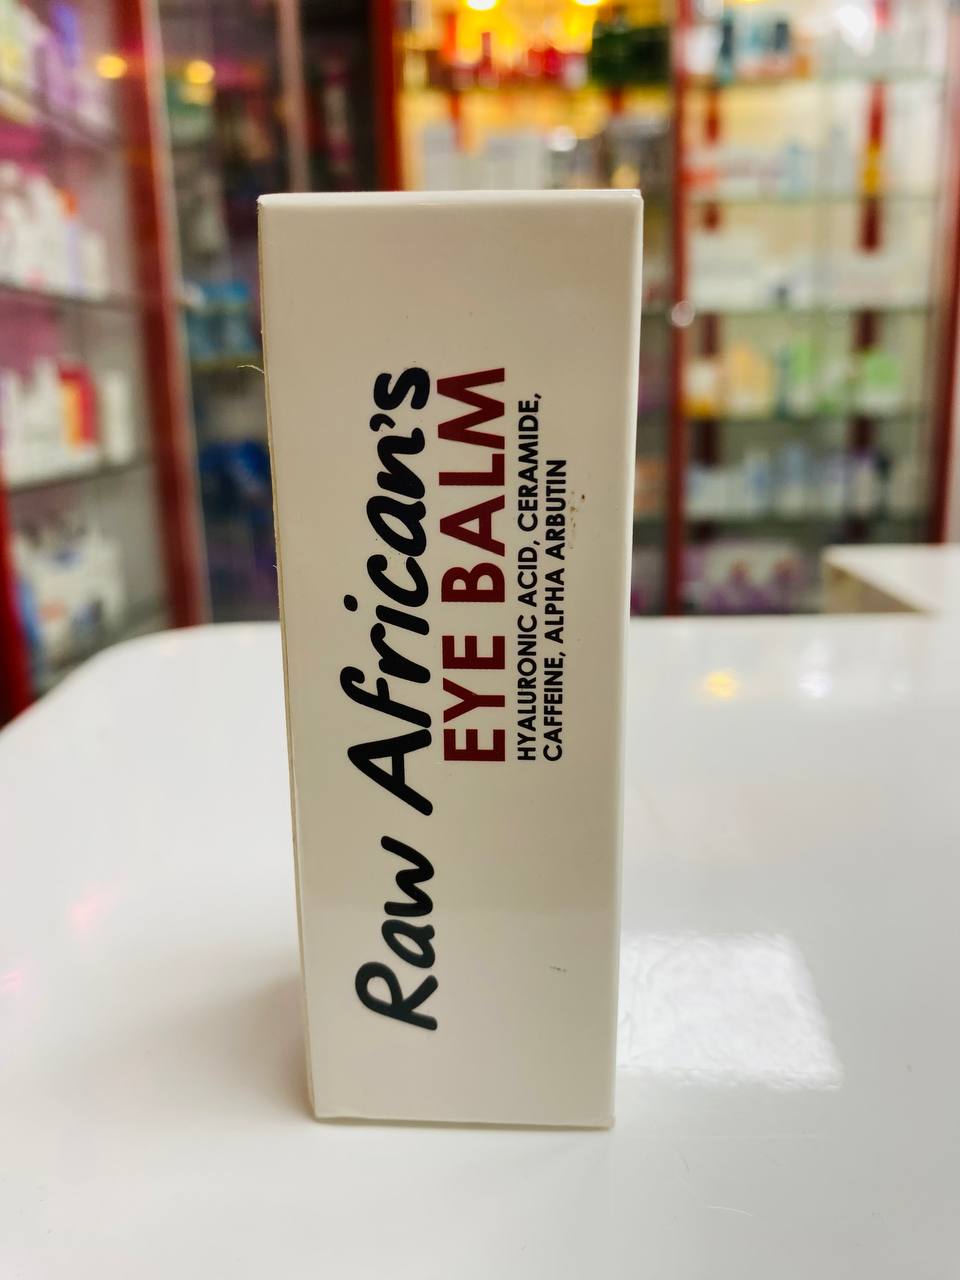 Raw African's
EYE BALM
HYALURONIC ACID, CERAMIDE,
CAFFEINE, ALPHA ARBUTIN